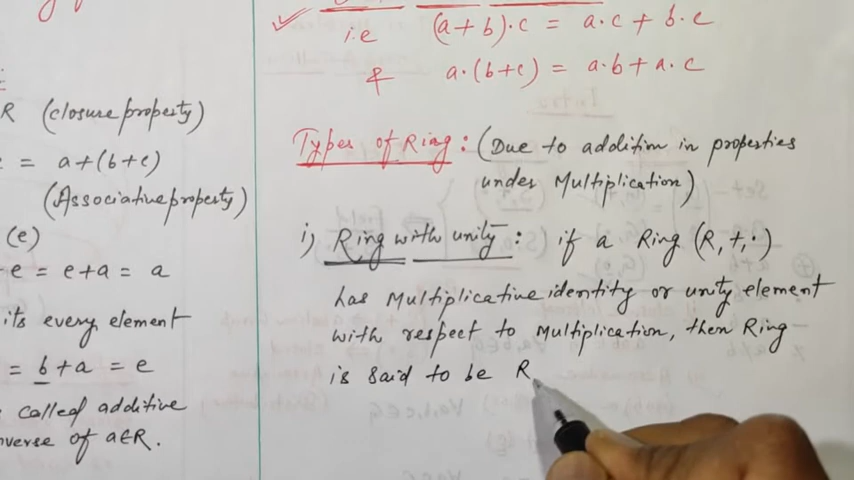 R (closure property)
= a+(b+c)
(Associative property)
(e)
e = e+a = a
its every element
= b+a = e
called additive
nverse of a∈R.
i.e (a+b)·c = a·c + b·c
& a·(b+c) = a·b + a·c
Types of Ring: (Due to addition in properties
under Multiplication)
i) Ring with unity: if a Ring (R,+,·)
has Multiplicative identity or unity element
with respect to Multiplication, then Ring
is said to be R